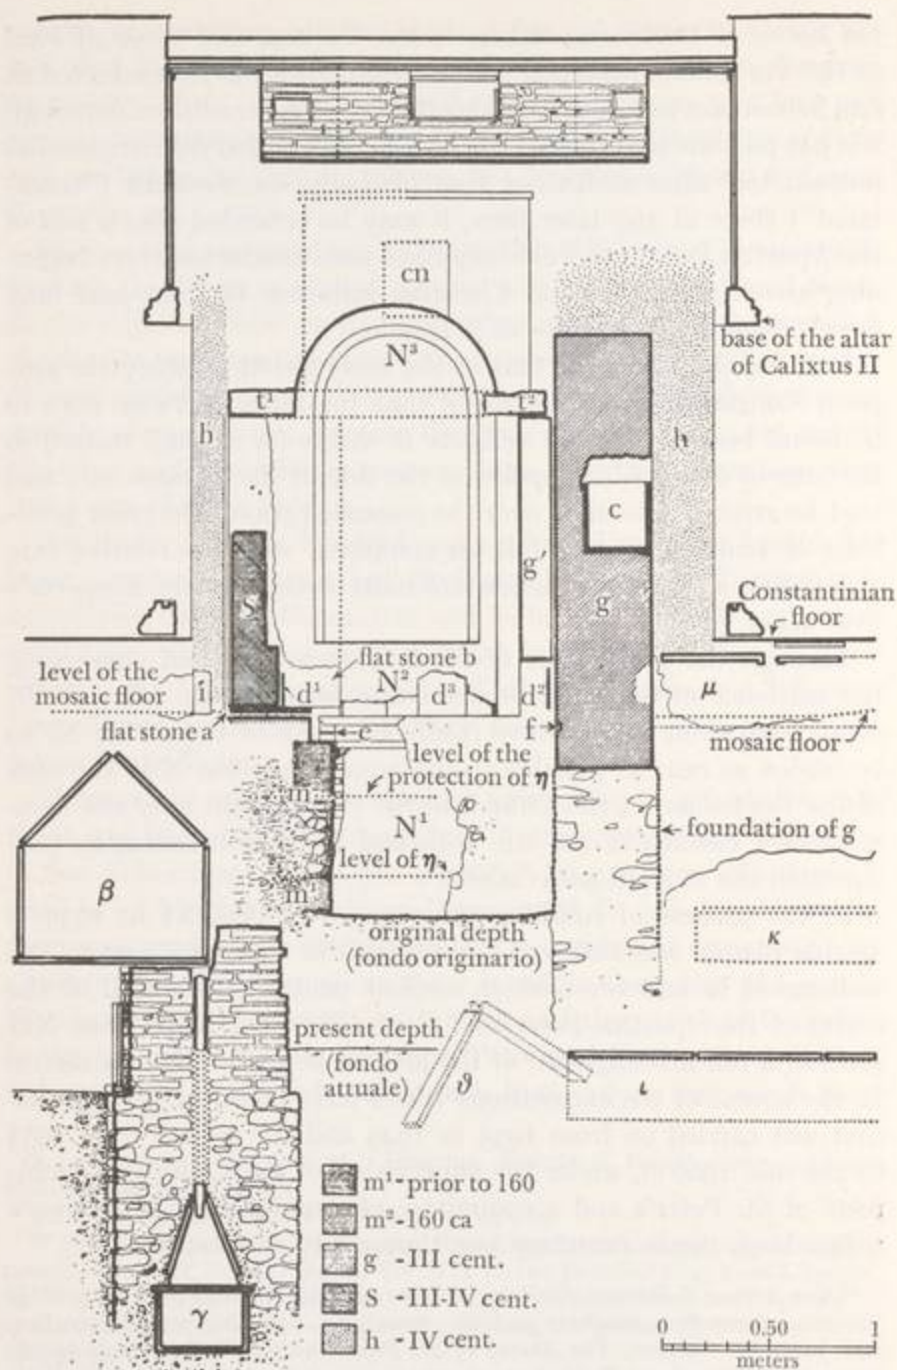 cn
N³
base of the altar
of Calixtus II
t¹
t²
h
h
c
g'
S
g
Constantinian
floor
level of the
mosaic floor
flat stone b
i
d¹
N²
d³
d²
μ
flat stone a
e
f
mosaic floor
level of the
protection of η
m
N¹
foundation of g
β
level of η
m
κ
original depth
(fondo originario)
present depth
(fondo
attuale)
ϑ
ι
m¹-prior to 160
m²-160 ca
g -III cent.
S -III-IV cent.
h -IV cent.
γ
0 0.50 1
meters